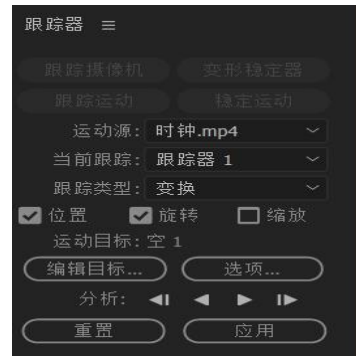 跟踪器
跟踪摄像机 变形稳定器
跟踪运动 稳定运动
运动源: 时钟.mp4
当前跟踪: 跟踪器 1
跟踪类型: 变换
位置 旋转 缩放
运动目标: 空 1
编辑目标... 选项...
分析:
重置 应用